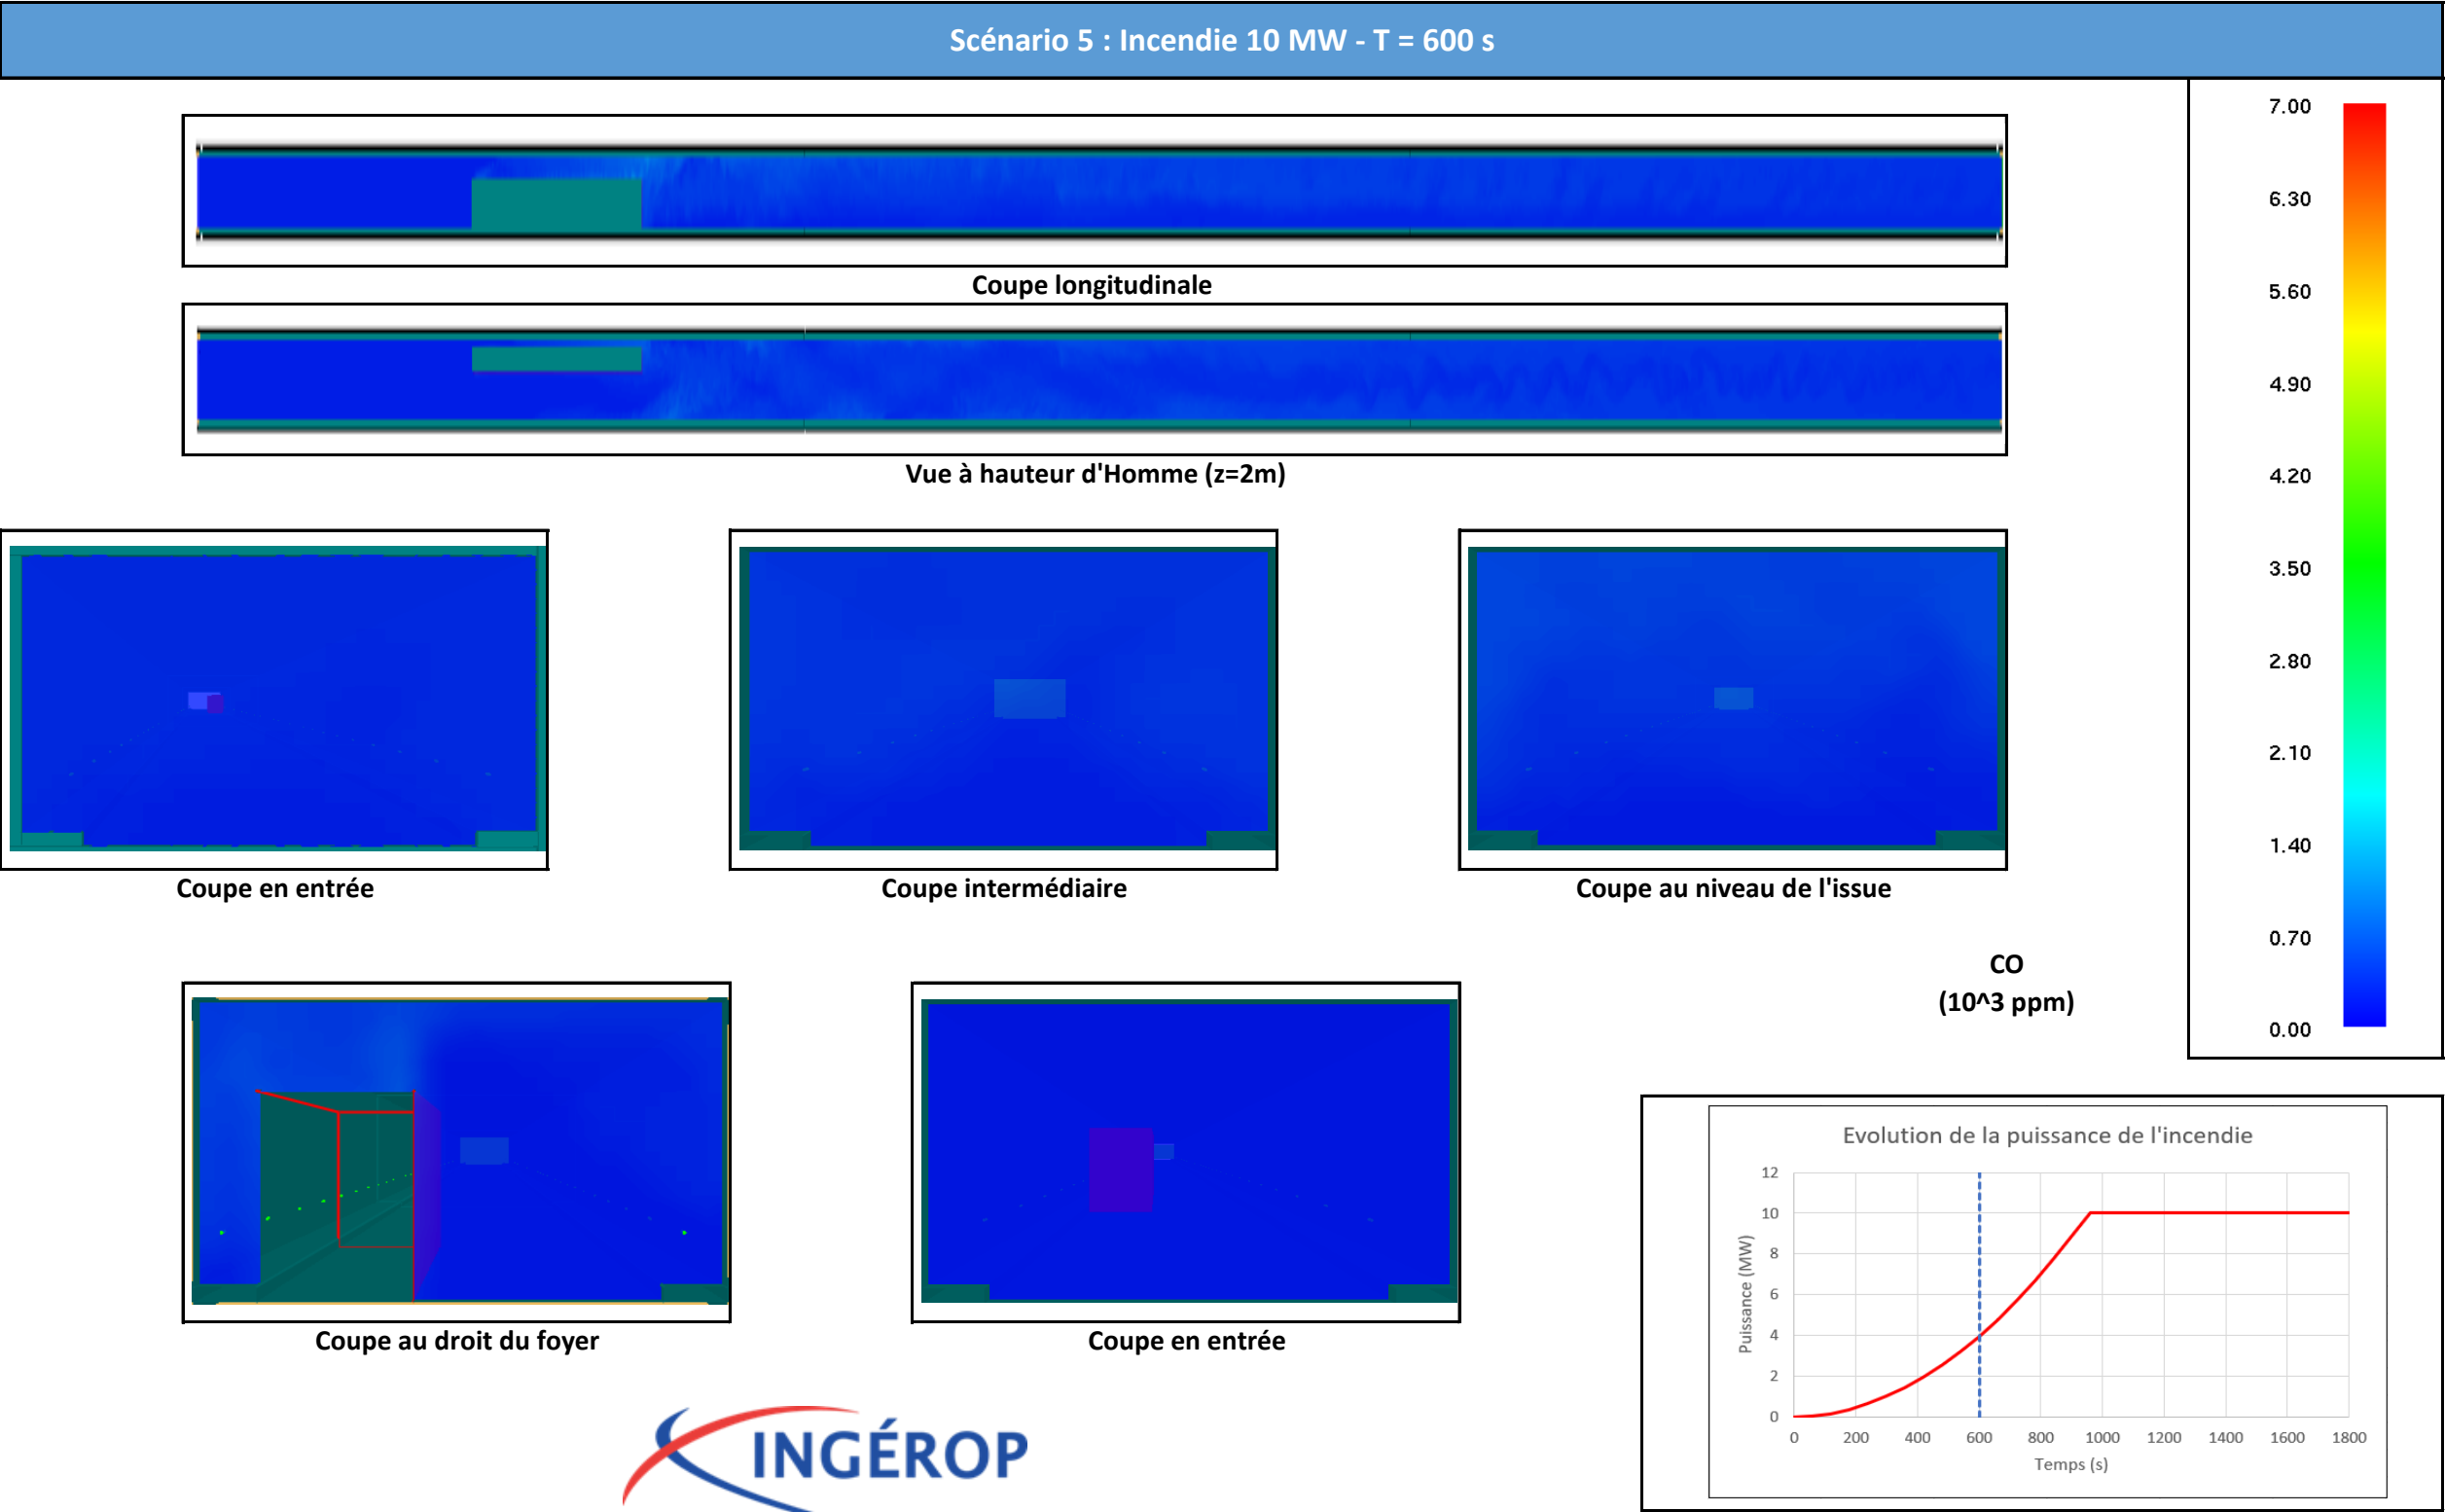 Scénario 5 : Incendie 10 MW - T = 600 s
7.00
6.30
5.60
4.90
4.20
3.50
2.80
2.10
1.40
0.70
0.00
Coupe longitudinale
Vue à hauteur d'Homme (z=2m)
Coupe en entrée
Coupe intermédiaire
Coupe au niveau de l'issue
CO
(10^3 ppm)
Coupe au droit du foyer
Coupe en entrée
Evolution de la puissance de l'incendie
Puissance (MW)
12
10
8
6
4
2
0
0 200 400 600 800 1000 1200 1400 1600 1800
Temps (s)
INGÉROP